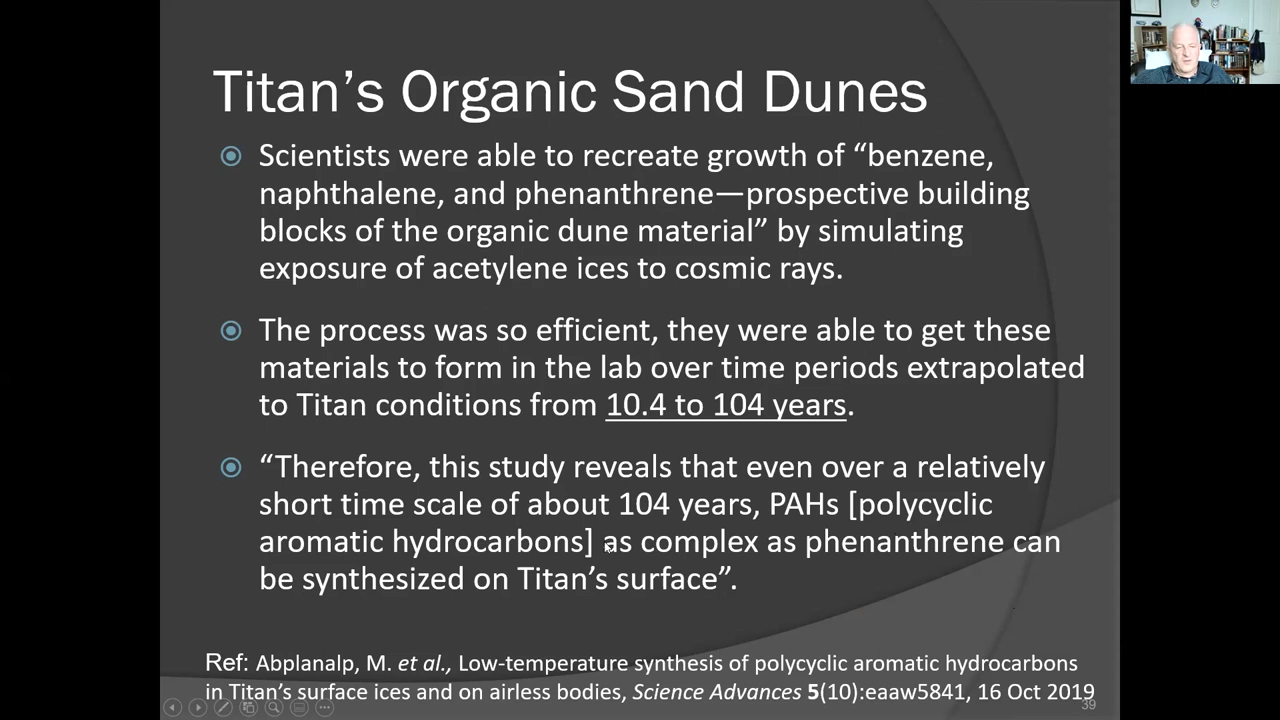 Titan’s Organic Sand Dunes
Scientists were able to recreate growth of “benzene,
naphthalene, and phenanthrene—prospective building
blocks of the organic dune material” by simulating
exposure of acetylene ices to cosmic rays.
The process was so efficient, they were able to get these
materials to form in the lab over time periods extrapolated
to Titan conditions from 10.4 to 104 years.
“Therefore, this study reveals that even over a relatively
short time scale of about 104 years, PAHs [polycyclic
aromatic hydrocarbons] as complex as phenanthrene can
be synthesized on Titan’s surface”.
Ref: Abplanalp, M. et al., Low-temperature synthesis of polycyclic aromatic hydrocarbons
in Titan’s surface ices and on airless bodies, Science Advances 5(10):eaaw5841, 16 Oct 2019
39